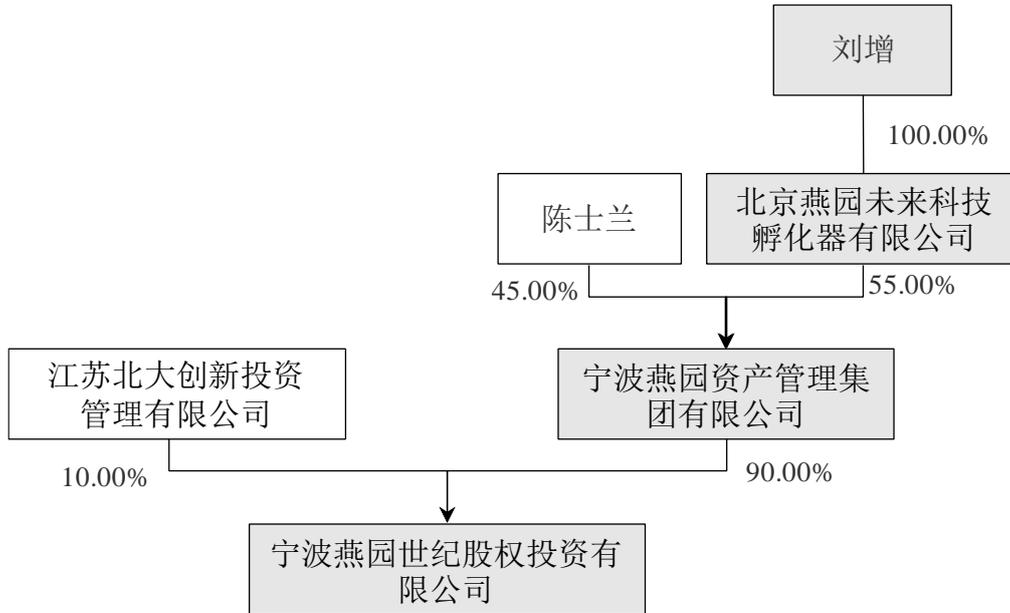 刘增
100.00%
陈士兰
北京燕园未来科技
孵化器有限公司
45.00%
55.00%
江苏北大创新投资
管理有限公司
宁波燕园资产管理集
团有限公司
10.00%
90.00%
宁波燕园世纪股权投资有
限公司